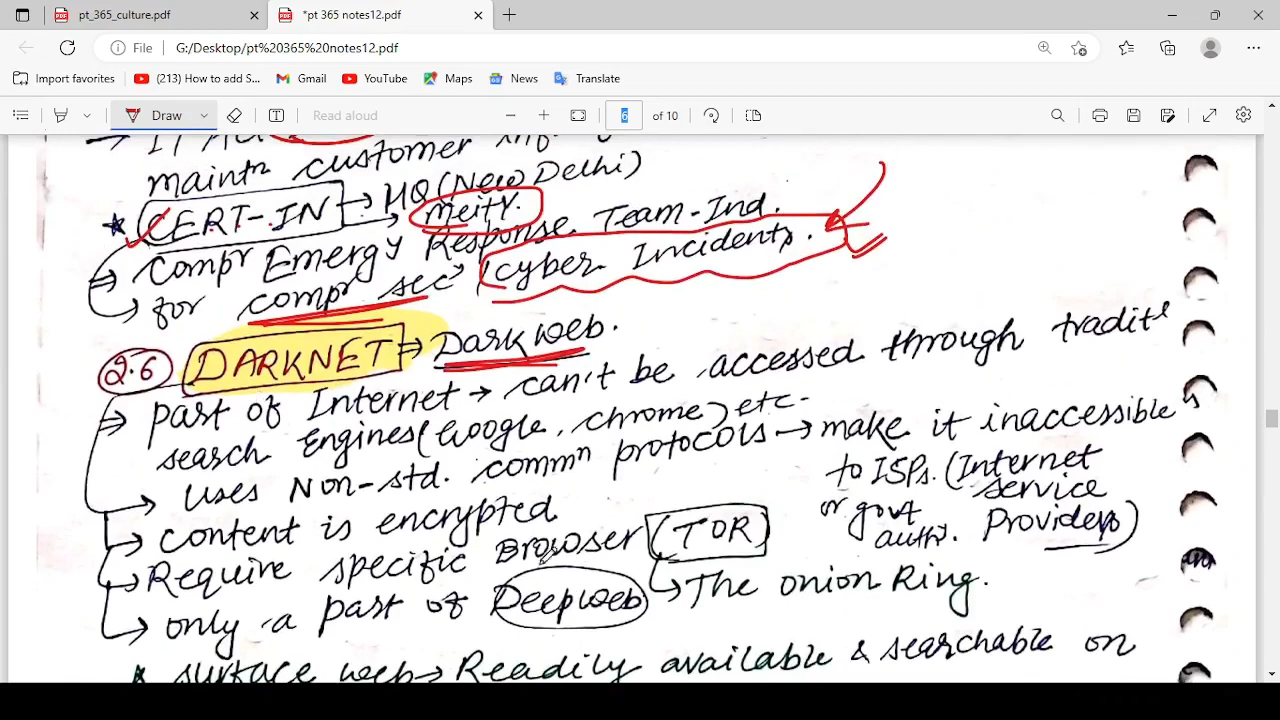 pt_365_culture.pdf
*pt 365 notes12.pdf
File G:/Desktop/pt%20365%20notes12.pdf
Import favorites (213) How to add S... Gmail YouTube Maps News Translate
Draw Read aloud 6 of 10
maintn customer
CERT-IN → HQ (New Delhi)
→ Meity.
⇒ Compr Emergy Response Team-Ind.
↳ for compr sec (cyber Incidents).
2.6 DARKNET ⇒ Darkweb.
⇒ part of Internet → can't be accessed through traditl
search Engines (Google, chrome) etc.
→ Uses Non-std. commn protocols → make it inaccessible
to ISPs. (Internet
service
Providers)
or govt
auth.
→ content is encrypted
→ Require specific Browser (TOR)
↳ The onion Ring.
→ only a part of Deepweb
* surface web → Readily available & searchable on